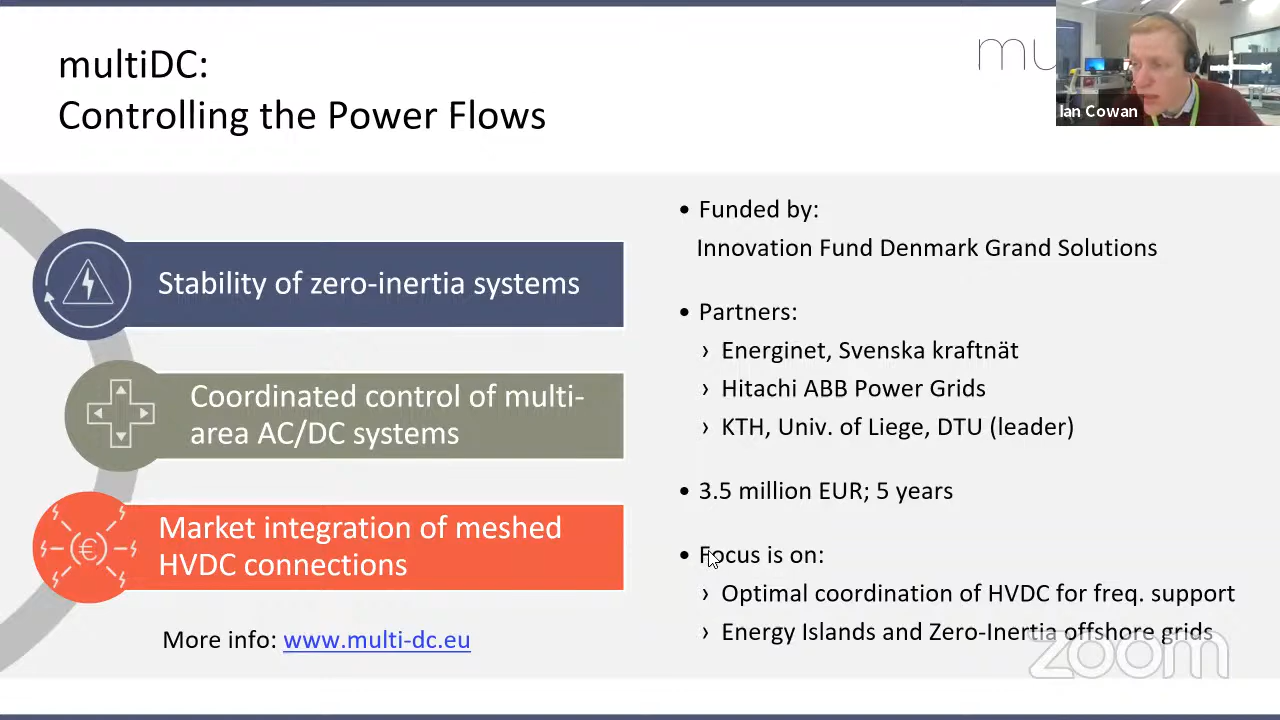 multiDC:
Controlling the Power Flows
mu
Ian Cowan
Stability of zero-inertia systems
Coordinated control of multi-
area AC/DC systems
€
Market integration of meshed
HVDC connections
More info: www.multi-dc.eu
• Funded by:
Innovation Fund Denmark Grand Solutions
• Partners:
› Energinet, Svenska kraftnät
› Hitachi ABB Power Grids
› KTH, Univ. of Liege, DTU (leader)
• 3.5 million EUR; 5 years
• Focus is on:
› Optimal coordination of HVDC for freq. support
› Energy Islands and Zero-Inertia offshore grids
zoom